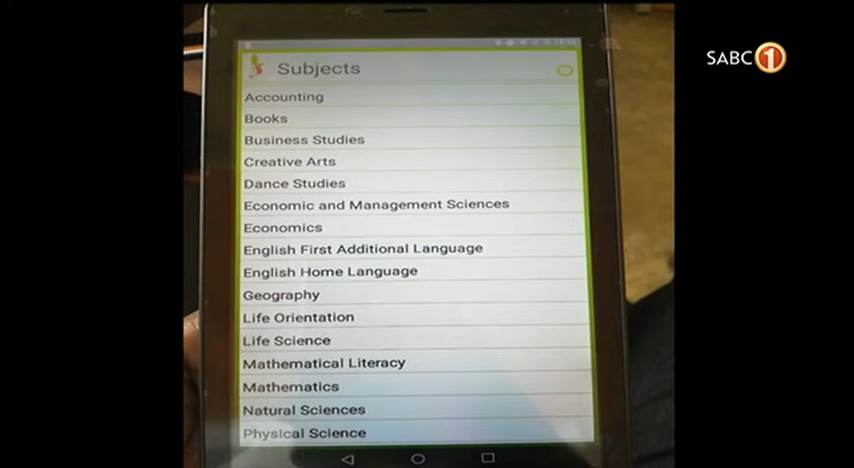 SABC 1
Subjects
Accounting
Books
Business Studies
Creative Arts
Dance Studies
Economic and Management Sciences
Economics
English First Additional Language
English Home Language
Geography
Life Orientation
Life Science
Mathematical Literacy
Mathematics
Natural Sciences
Physical Science